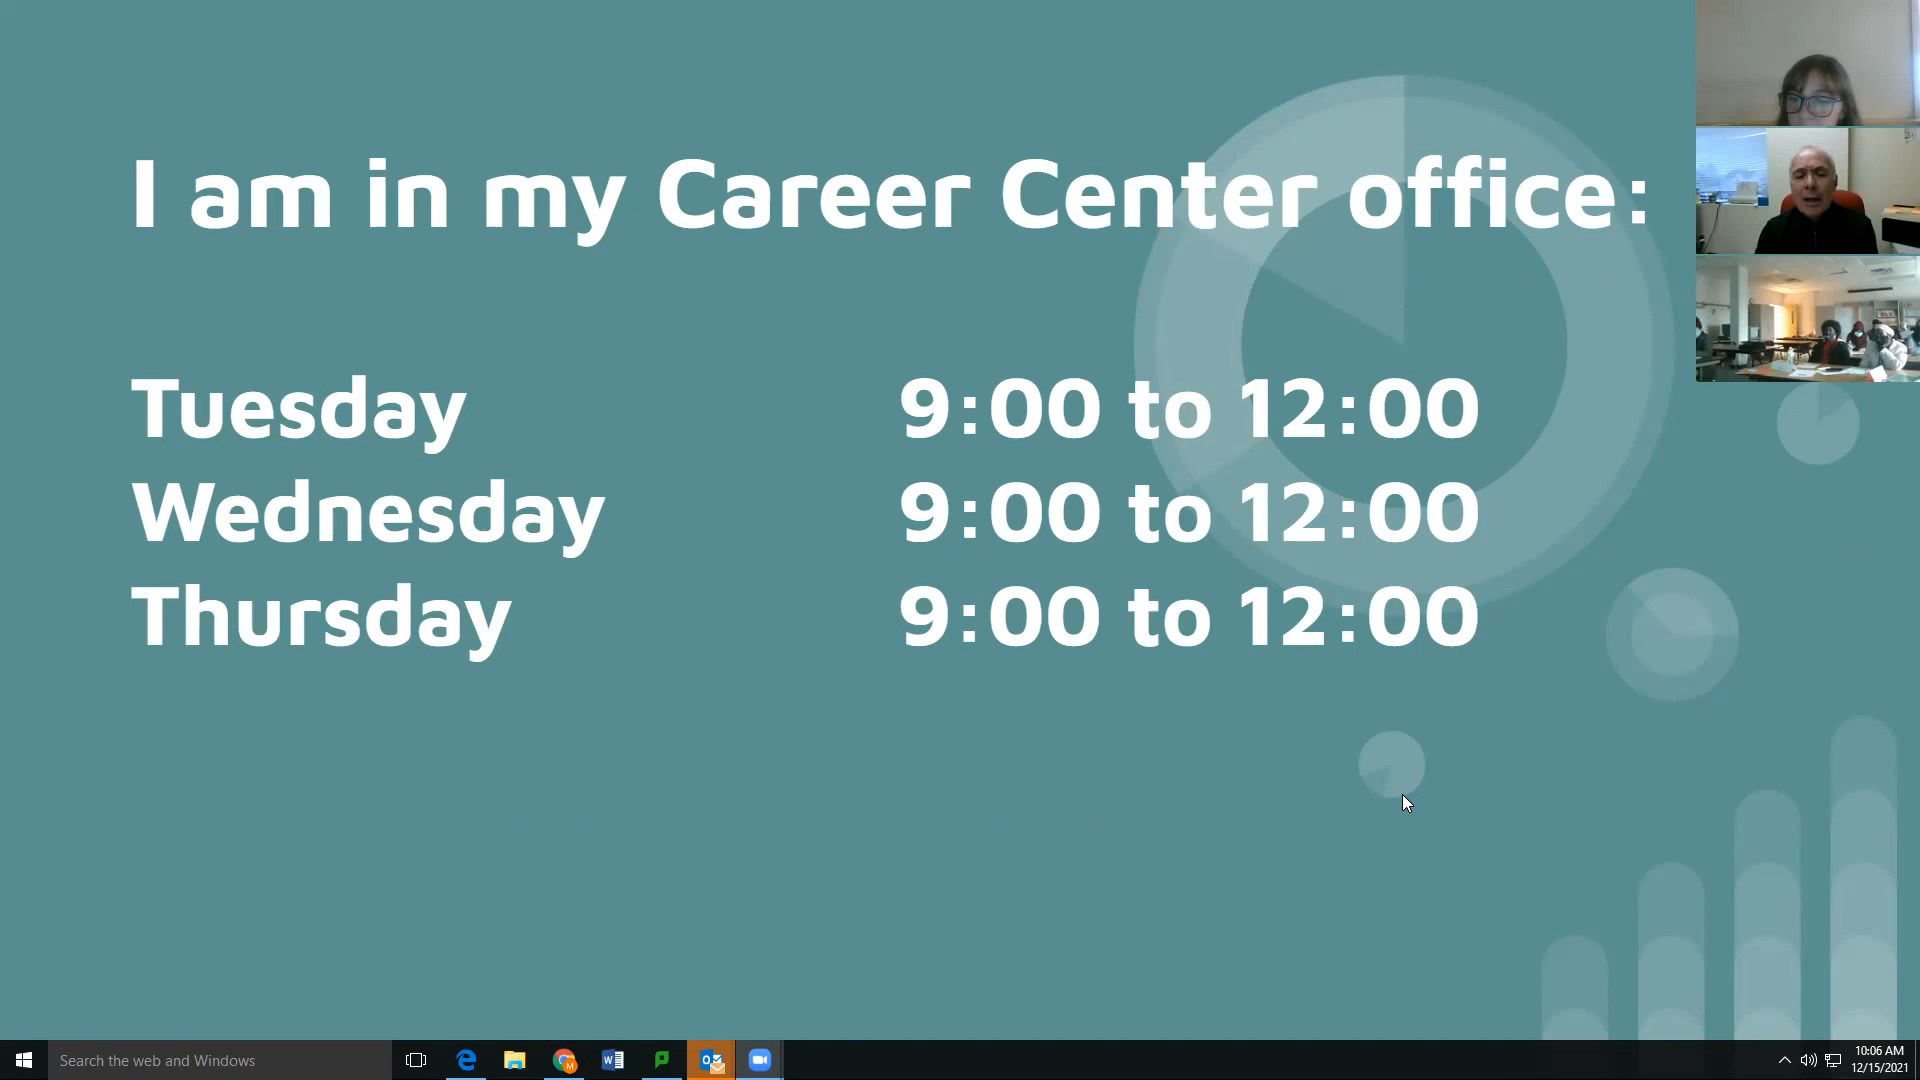 I am in my Career Center office:
Tuesday 9:00 to 12:00
Wednesday 9:00 to 12:00
Thursday 9:00 to 12:00
Search the web and Windows
10:06 AM
12/15/2021